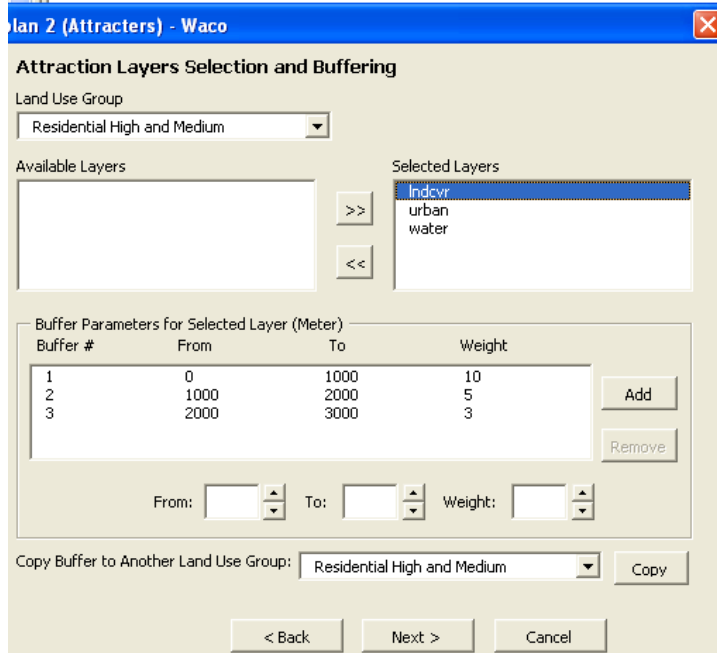 plan 2 (Attracters) - Waco
Attraction Layers Selection and Buffering
Land Use Group
Residential High and Medium
Available Layers
Selected Layers
>>
<<
lndcvr
urban
water
Buffer Parameters for Selected Layer (Meter)
Buffer # From To Weight
1 0 1000 10
2 1000 2000 5
3 2000 3000 3
Add
Remove
From: To: Weight:
Copy Buffer to Another Land Use Group: Residential High and Medium Copy
< Back Next > Cancel